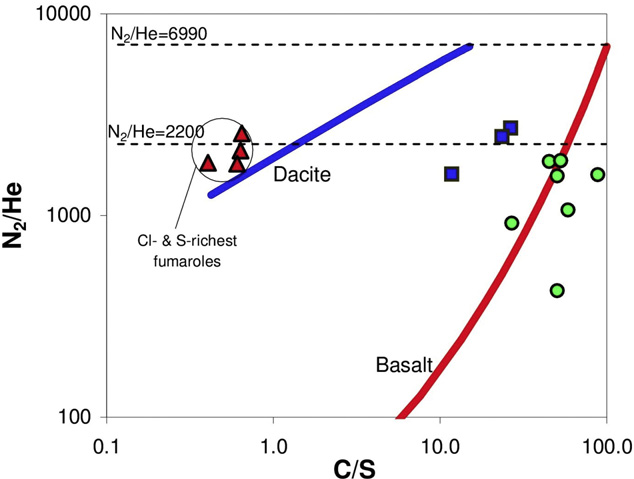 10000
N2/He=6990
N2/He=2200
Dacite
1000
N2/He
Cl- & S-richest
fumaroles
Basalt
100
0.1
1.0
10.0
100.0
C/S